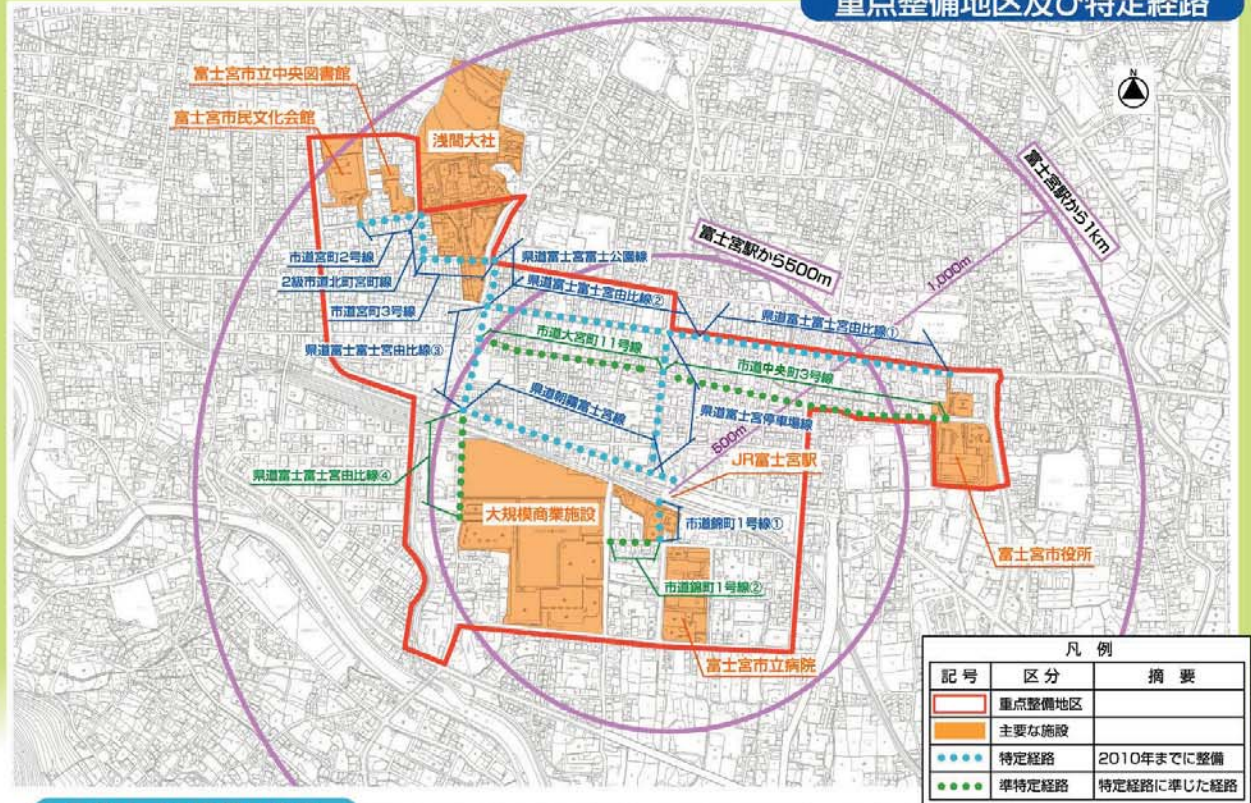 重点整備地区及び特定経路
N
富士宮市立中央図書館
富士宮市民文化会館
浅間大社
富士宮駅から1km
富士宮駅から500m
1,000m
市道宮町2号線
2級市道北町宮町線
市道宮町3号線
県道富士富士宮由比線③
県道富士宮富士公園線
県道富士富士宮由比線②
県道富士富士宮由比線①
市道大宮町11号線
市道中央町3号線
県道朝霧富士宮線
県道富士宮停車場線
500m
JR富士宮駅
県道富士富士宮由比線④
大規模商業施設
市道錦町1号線①
市道錦町1号線②
富士宮市役所
富士宮市立病院
凡 例
記号 区分 摘要
重点整備地区
主要な施設
特定経路 2010年までに整備
準特定経路 特定経路に準じた経路